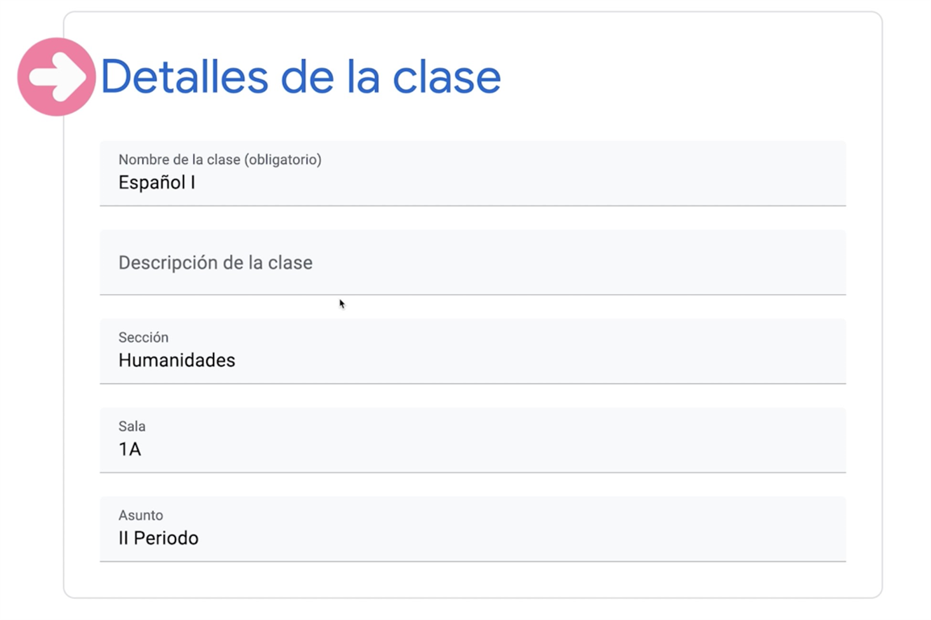 Detalles de la clase
Nombre de la clase (obligatorio)
Español I
Descripción de la clase
Sección
Humanidades
Sala
1A
Asunto
II Periodo